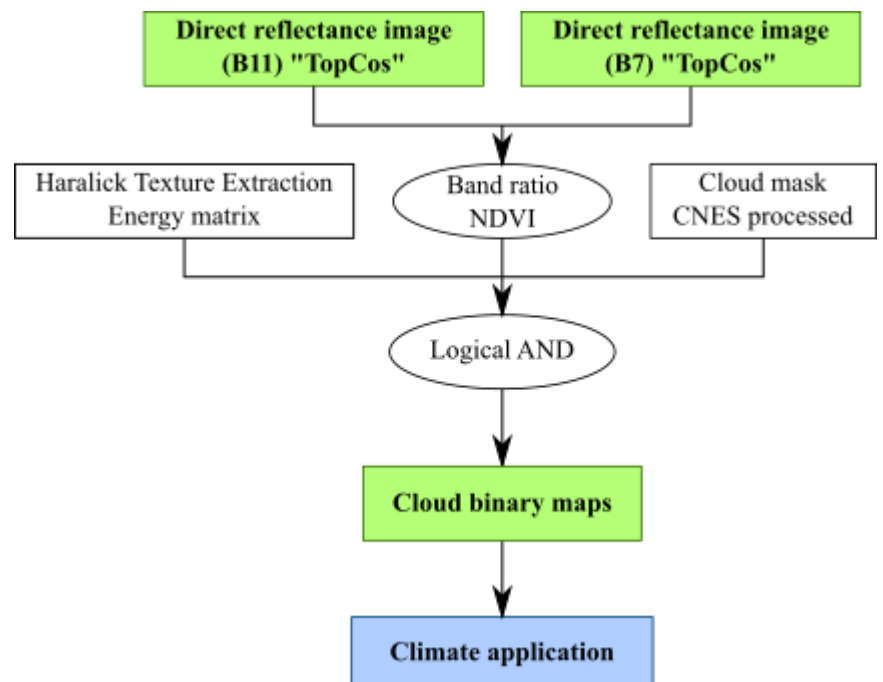 Direct reflectance image
(B11) "TopCos"
Direct reflectance image
(B7) "TopCos"
Haralick Texture Extraction
Energy matrix
Band ratio
NDVI
Cloud mask
CNES processed
Logical AND
Cloud binary maps
Climate application